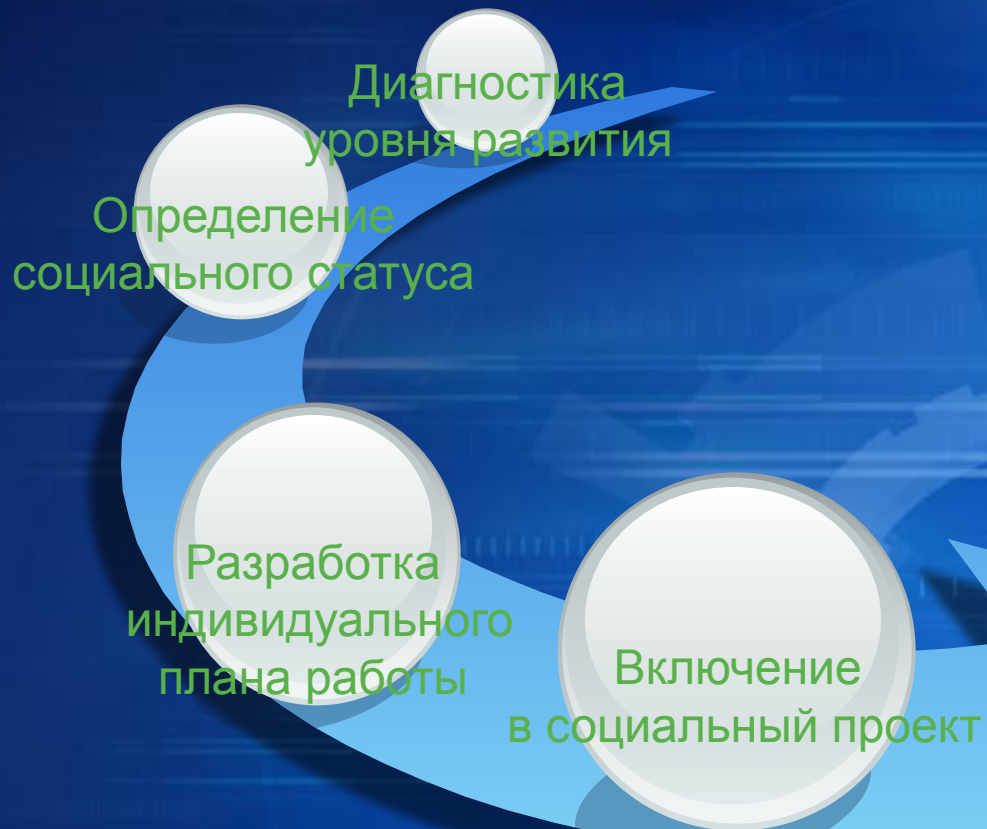 Диагностика
уровня развития
Определение
социального статуса
Разработка
индивидуального
плана работы
Включение
в социальный проект